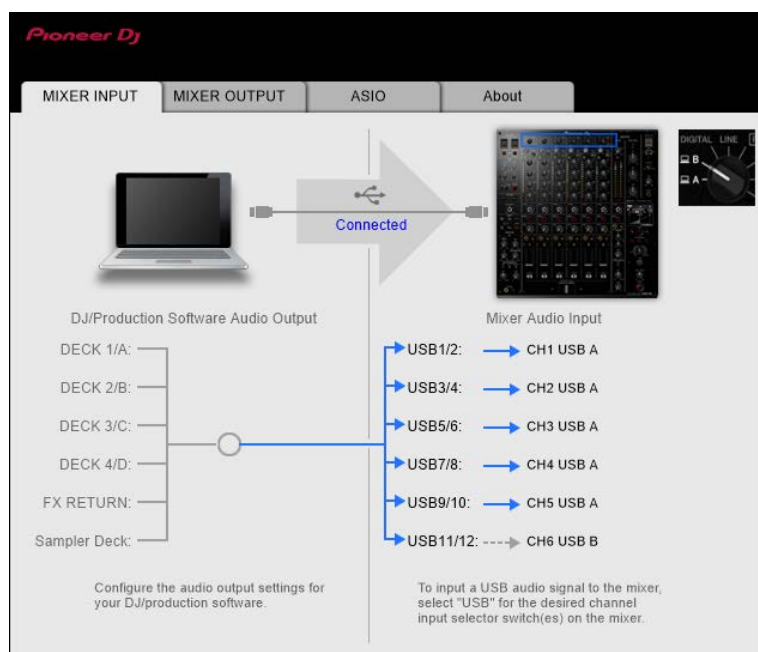 Pioneer Dj
MIXER INPUT
MIXER OUTPUT
ASIO
About
DIGITAL LINE
B
A
Connected
DJ/Production Software Audio Output
Mixer Audio Input
DECK 1/A:
DECK 2/B:
DECK 3/C:
DECK 4/D:
FX RETURN:
Sampler Deck:
USB1/2: CH1 USB A
USB3/4: CH2 USB A
USB5/6: CH3 USB A
USB7/8: CH4 USB A
USB9/10: CH5 USB A
USB11/12: CH6 USB B
Configure the audio output settings for
your DJ/production software.
To input a USB audio signal to the mixer,
select "USB" for the desired channel
input selector switch(es) on the mixer.